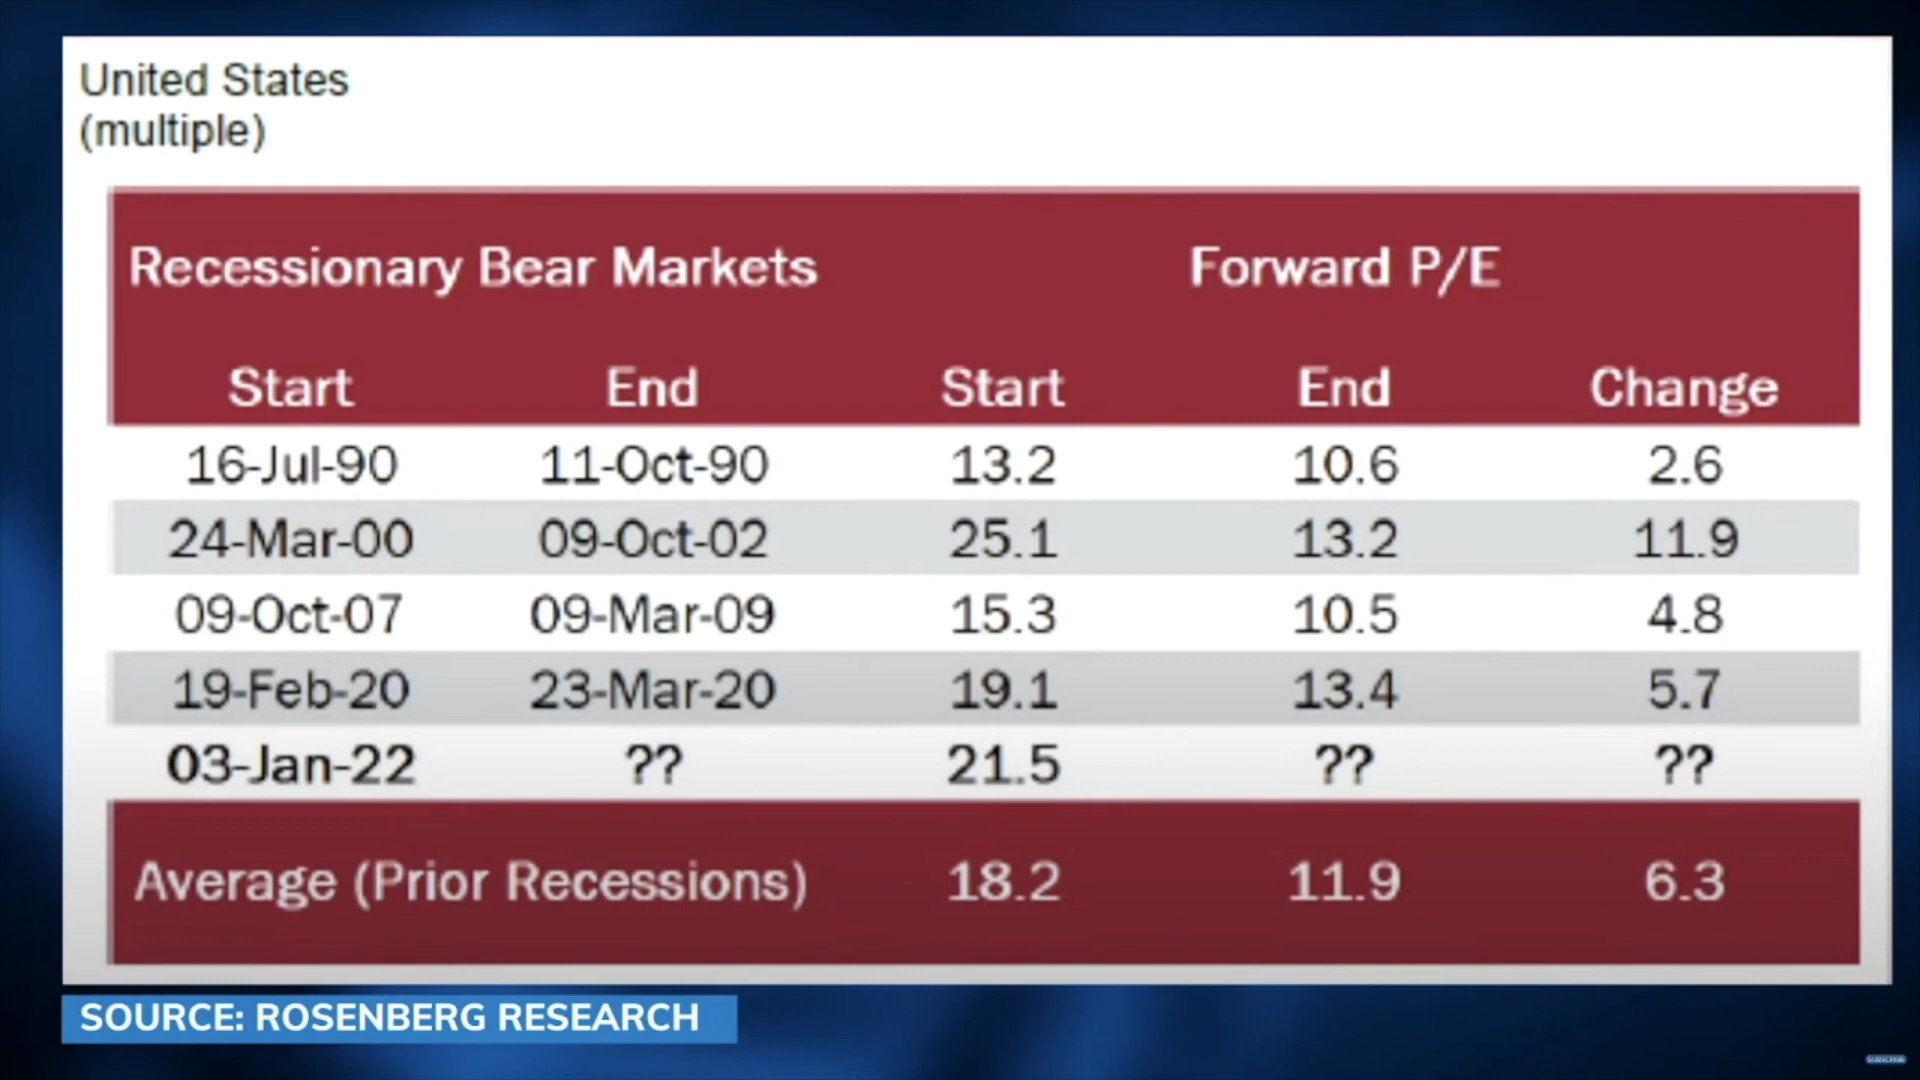 United States
(multiple)
Recessionary Bear Markets Forward P/E
Start End Start End Change
16-Jul-90 11-Oct-90 13.2 10.6 2.6
24-Mar-00 09-Oct-02 25.1 13.2 11.9
09-Oct-07 09-Mar-09 15.3 10.5 4.8
19-Feb-20 23-Mar-20 19.1 13.4 5.7
03-Jan-22 ?? 21.5 ?? ??
Average (Prior Recessions) 18.2 11.9 6.3
SOURCE: ROSENBERG RESEARCH
SUBSCRIBE